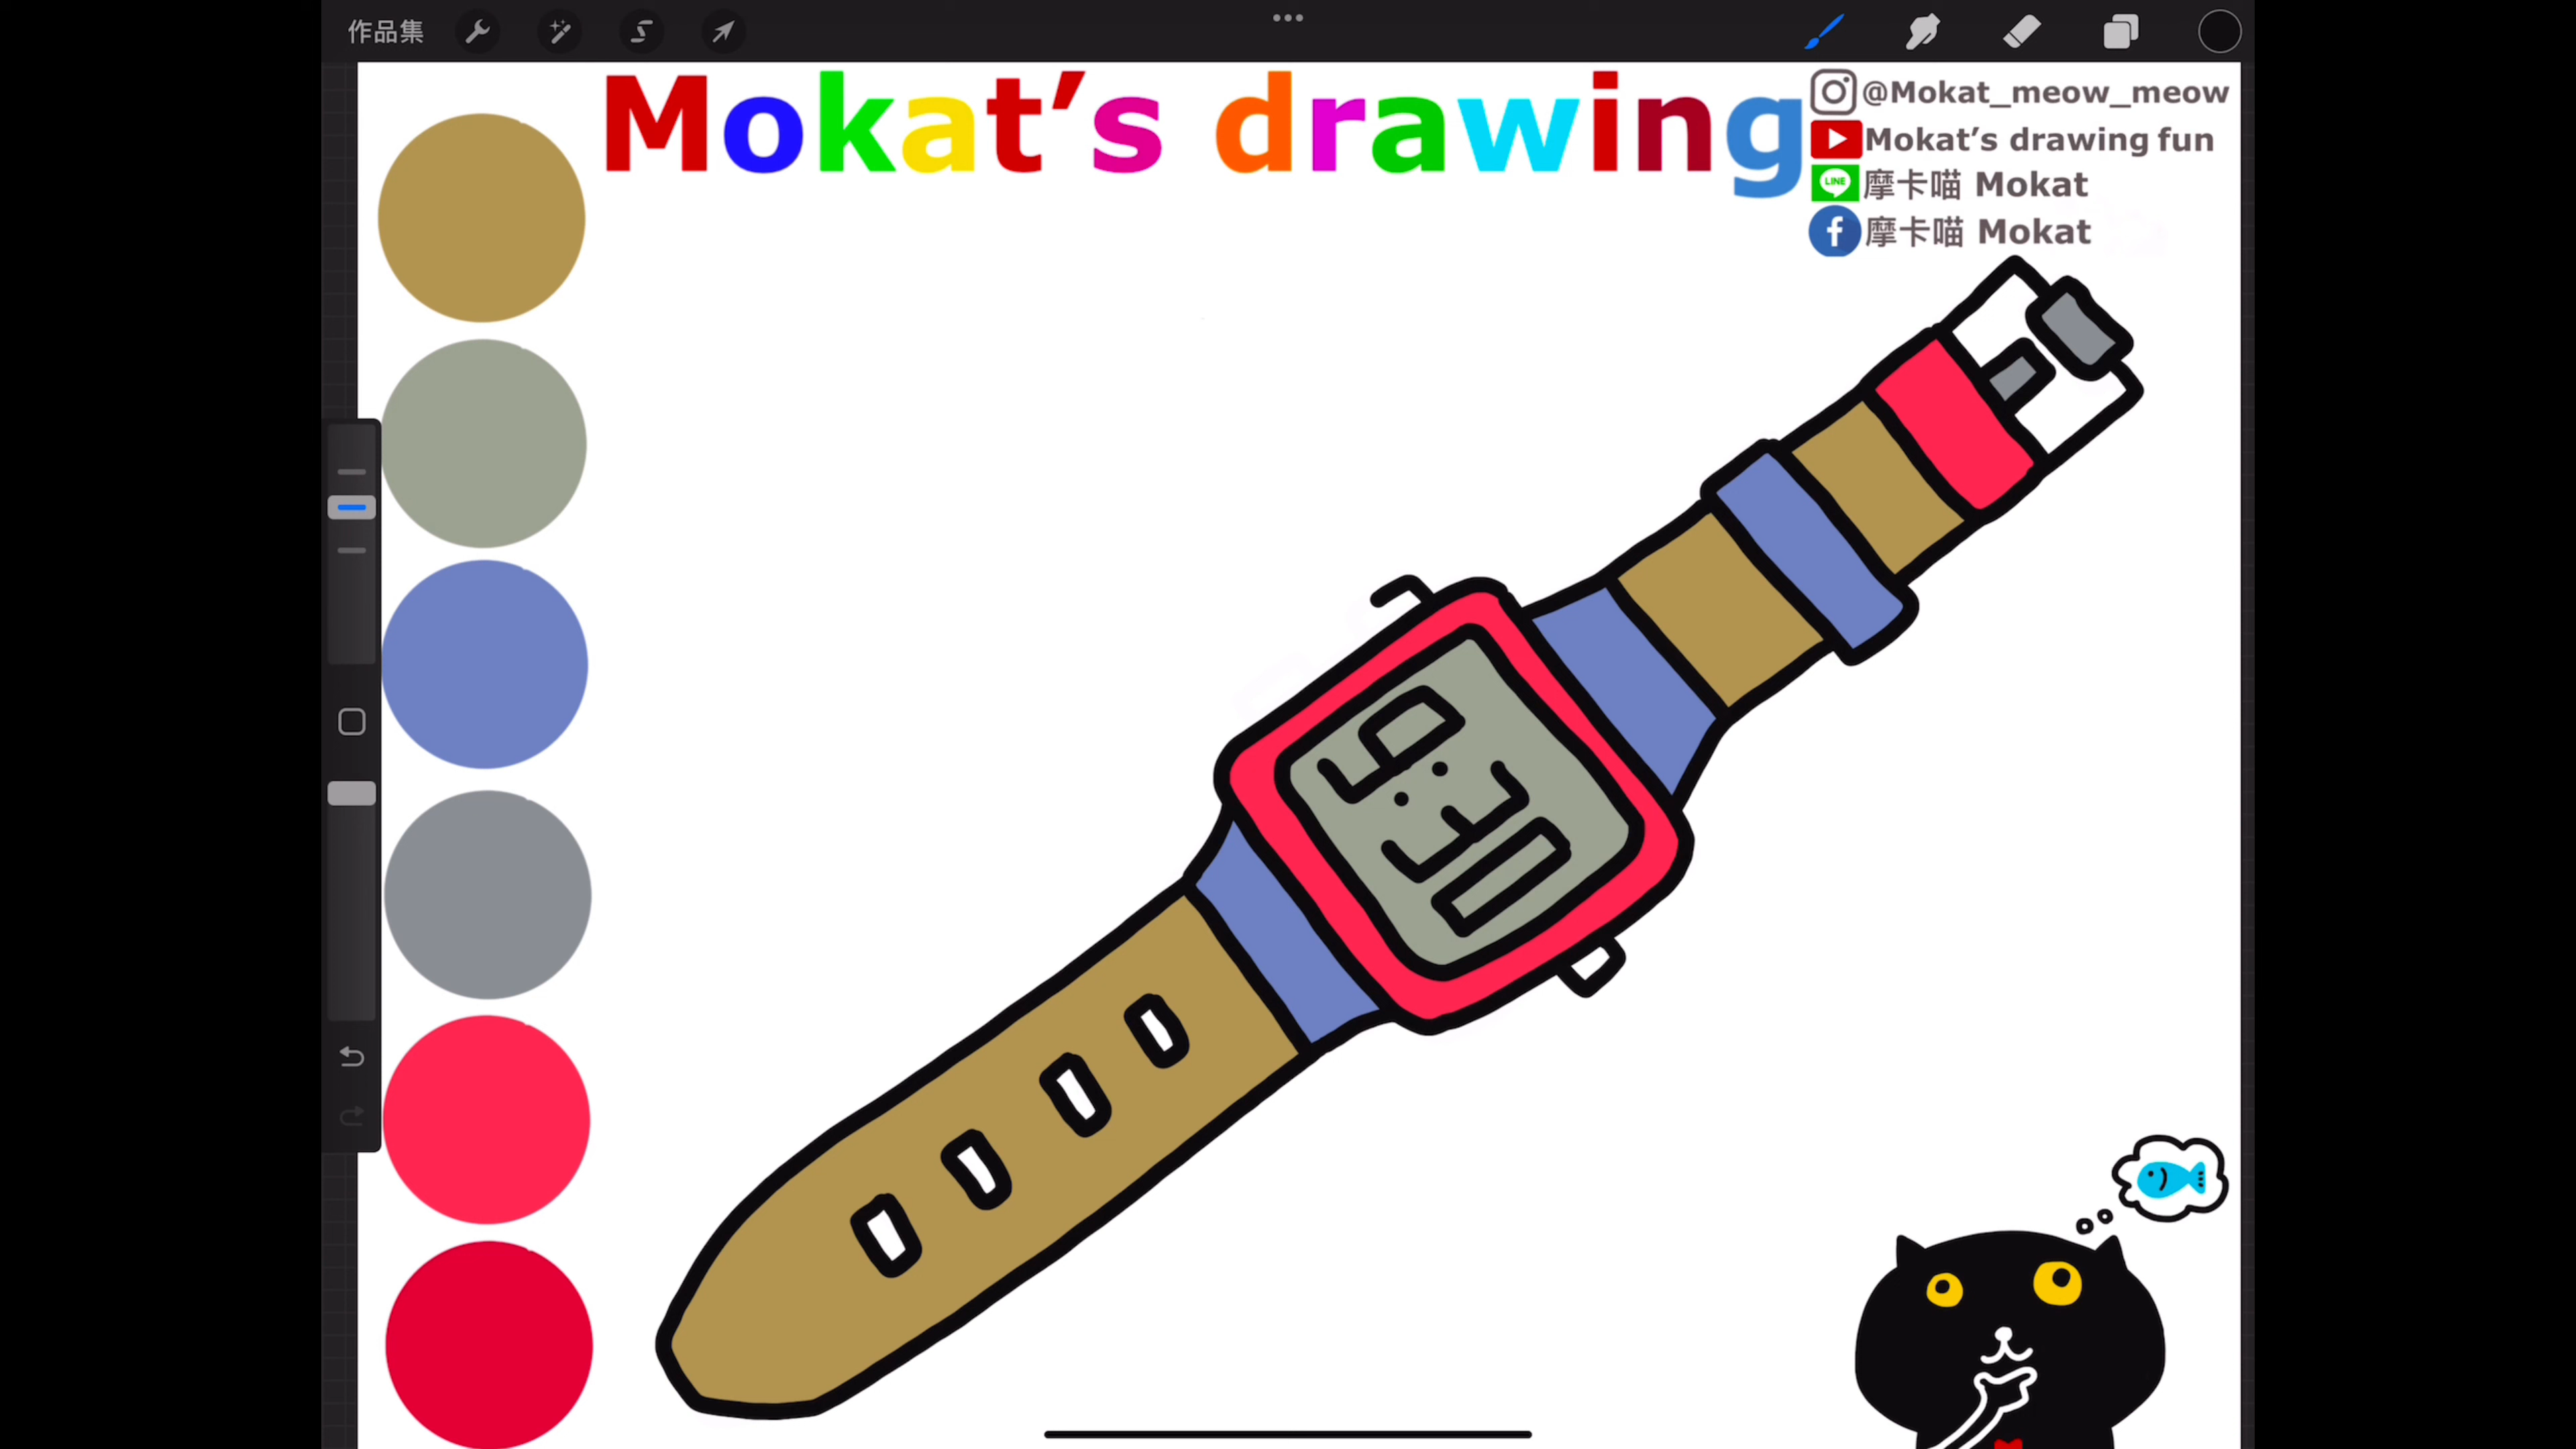 作品集
Mokat’s drawing
@Mokat_meow_meow
Mokat’s drawing fun
LINE 摩卡喵 Mokat
f 摩卡喵 Mokat
9:30